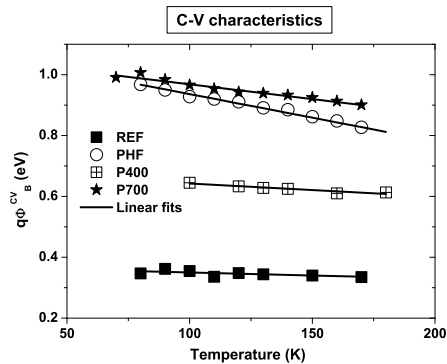 C-V characteristics
1.0
0.8
0.6
0.4
0.2
qΦ^CV_B (eV)
REF
PHF
P400
P700
Linear fits
50 100 150 200
Temperature (K)